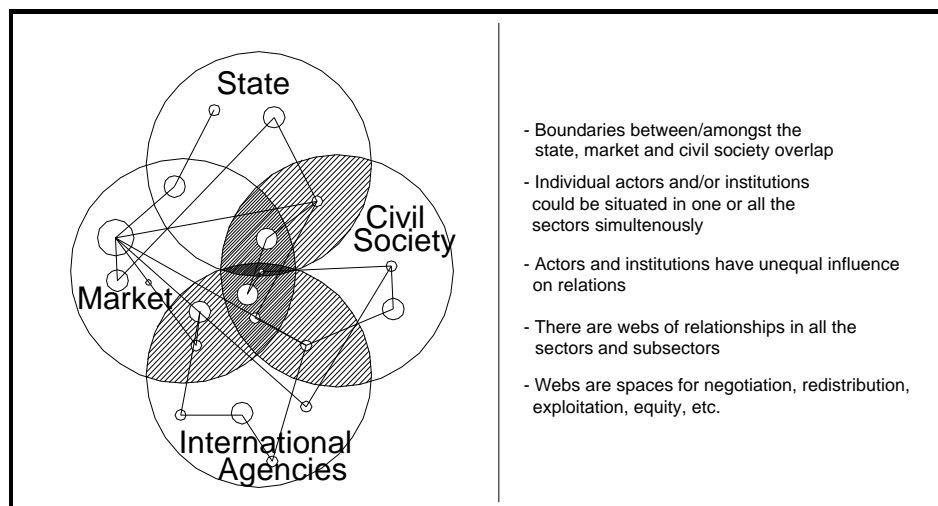 State
Civil
Society
Market
International
Agencies
- Boundaries between/amongst the
state, market and civil society overlap
- Individual actors and/or institutions
could be situated in one or all the
sectors simultenously
- Actors and institutions have unequal influence
on relations
- There are webs of relationships in all the
sectors and subsectors
- Webs are spaces for negotiation, redistribution,
exploitation, equity, etc.